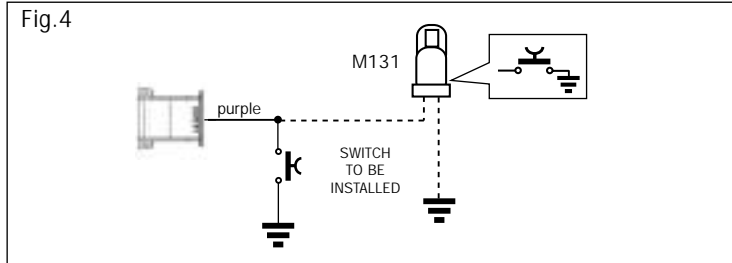 Fig.4
M131
purple
SWITCH
TO BE
INSTALLED